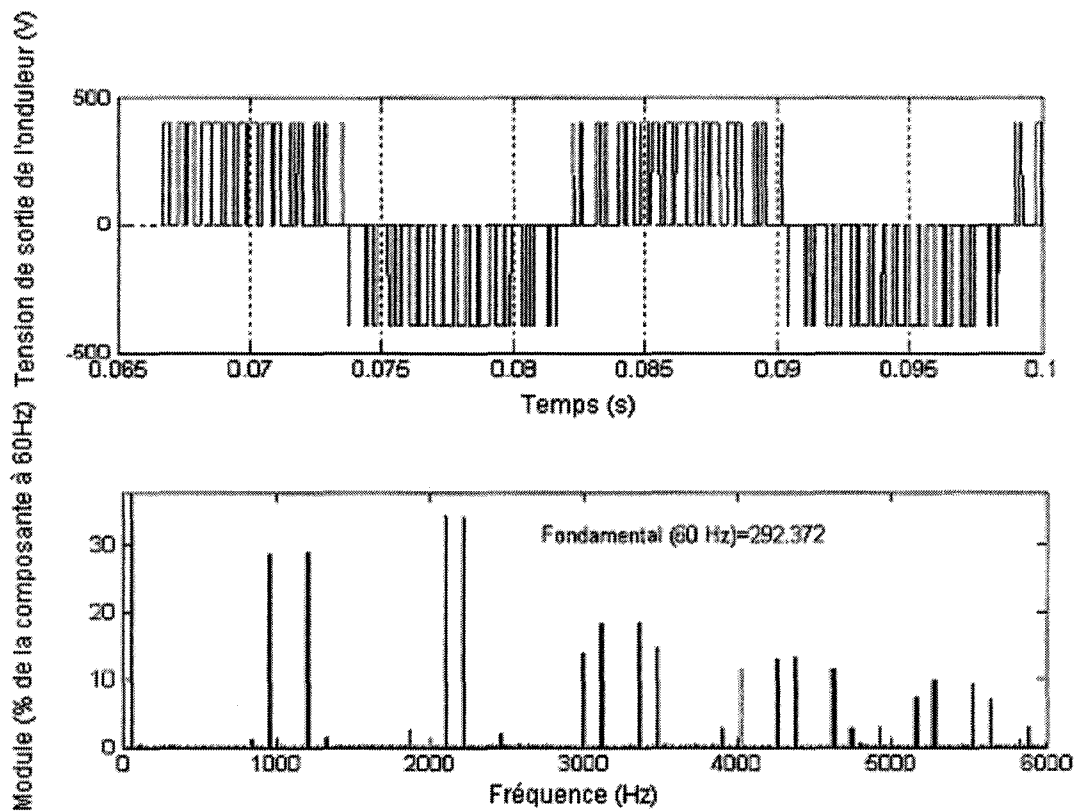 Tension de sortie de l'onduleur (V)
500
0
-500
0.065 0.07 0.075 0.08 0.085 0.09 0.095 0.1
Temps (s)
Module (% de la composante à 60Hz)
Fondamental (60 Hz)=292.372
30
20
10
0
0 1000 2000 3000 4000 5000 6000
Fréquence (Hz)